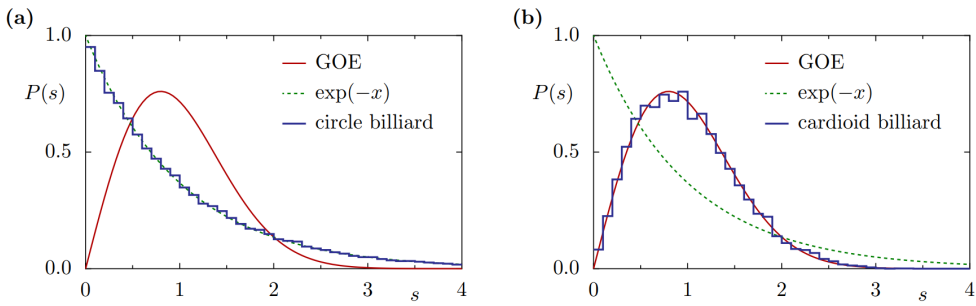 (a)
1.0
P(s)
0.5
0.0
GOE
exp(−x)
circle billiard
0 1 2 3 s 4
(b)
1.0
P(s)
0.5
0.0
GOE
exp(−x)
cardioid billiard
0 1 2 3 s 4